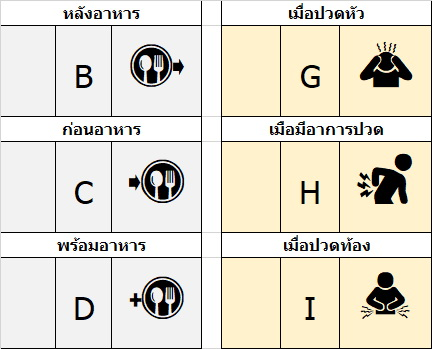 หลังอาหาร
เมื่อปวดหัว
B
G
ก่อนอาหาร
เมือมีอาการปวด
C
H
พร้อมอาหาร
เมื่อปวดท้อง
D
I